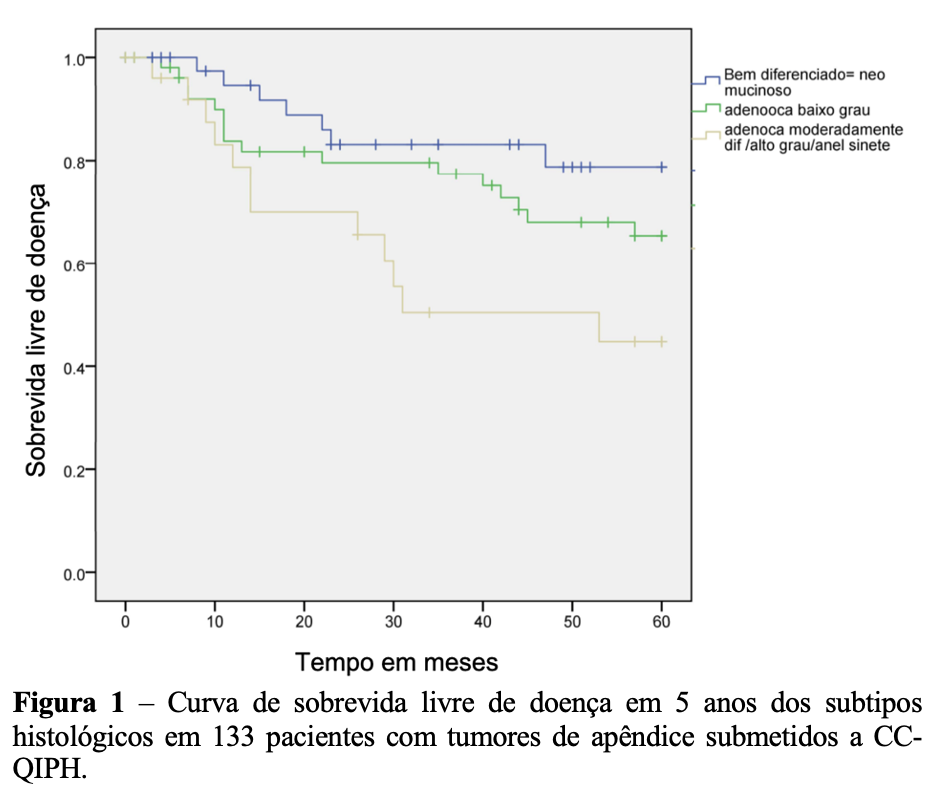 1.0
0.8
0.6
0.4
0.2
0.0
Sobrevida livre de doença
0 10 20 30 40 50 60
Tempo em meses
Bem diferenciado= neo
mucinoso
adenooca baixo grau
adenoca moderadamente
dif /alto grau/anel sinete
Figura 1 – Curva de sobrevida livre de doença em 5 anos dos subtipos
histológicos em 133 pacientes com tumores de apêndice submetidos a CC-
QIPH.